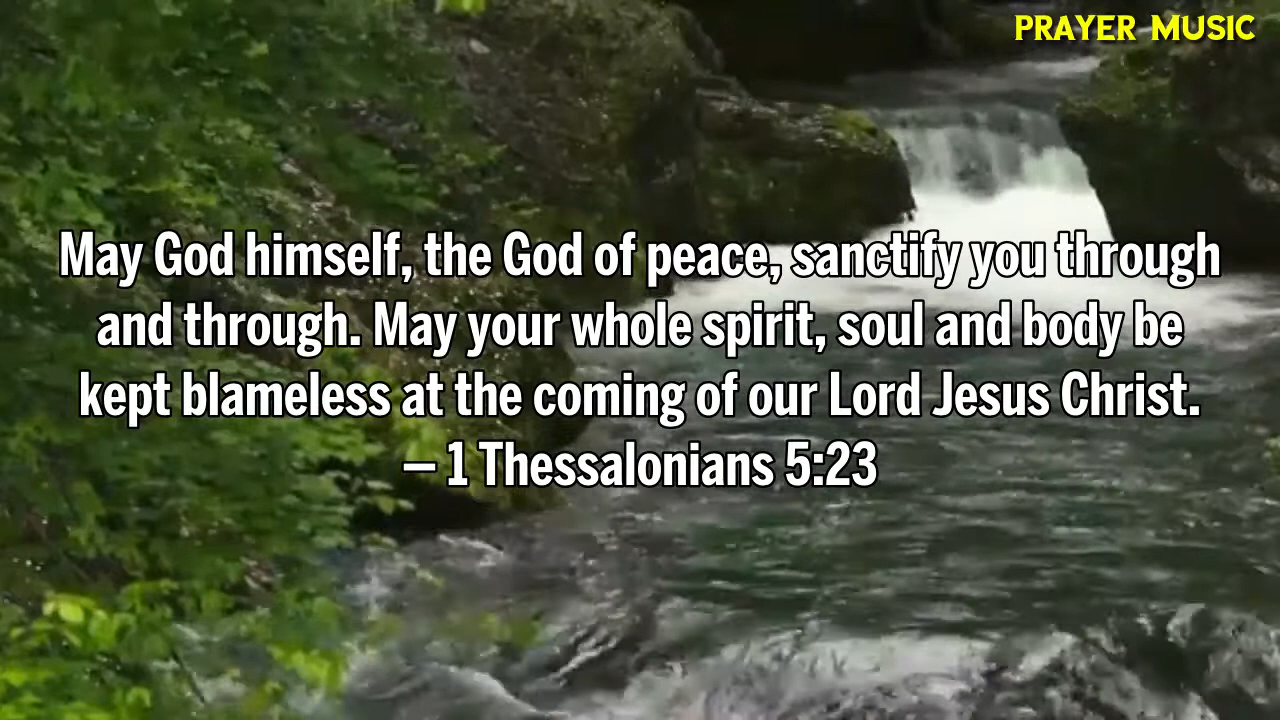 PRAYER MUSIC
May God himself, the God of peace, sanctify you through
and through. May your whole spirit, soul and body be
kept blameless at the coming of our Lord Jesus Christ.
– 1 Thessalonians 5:23